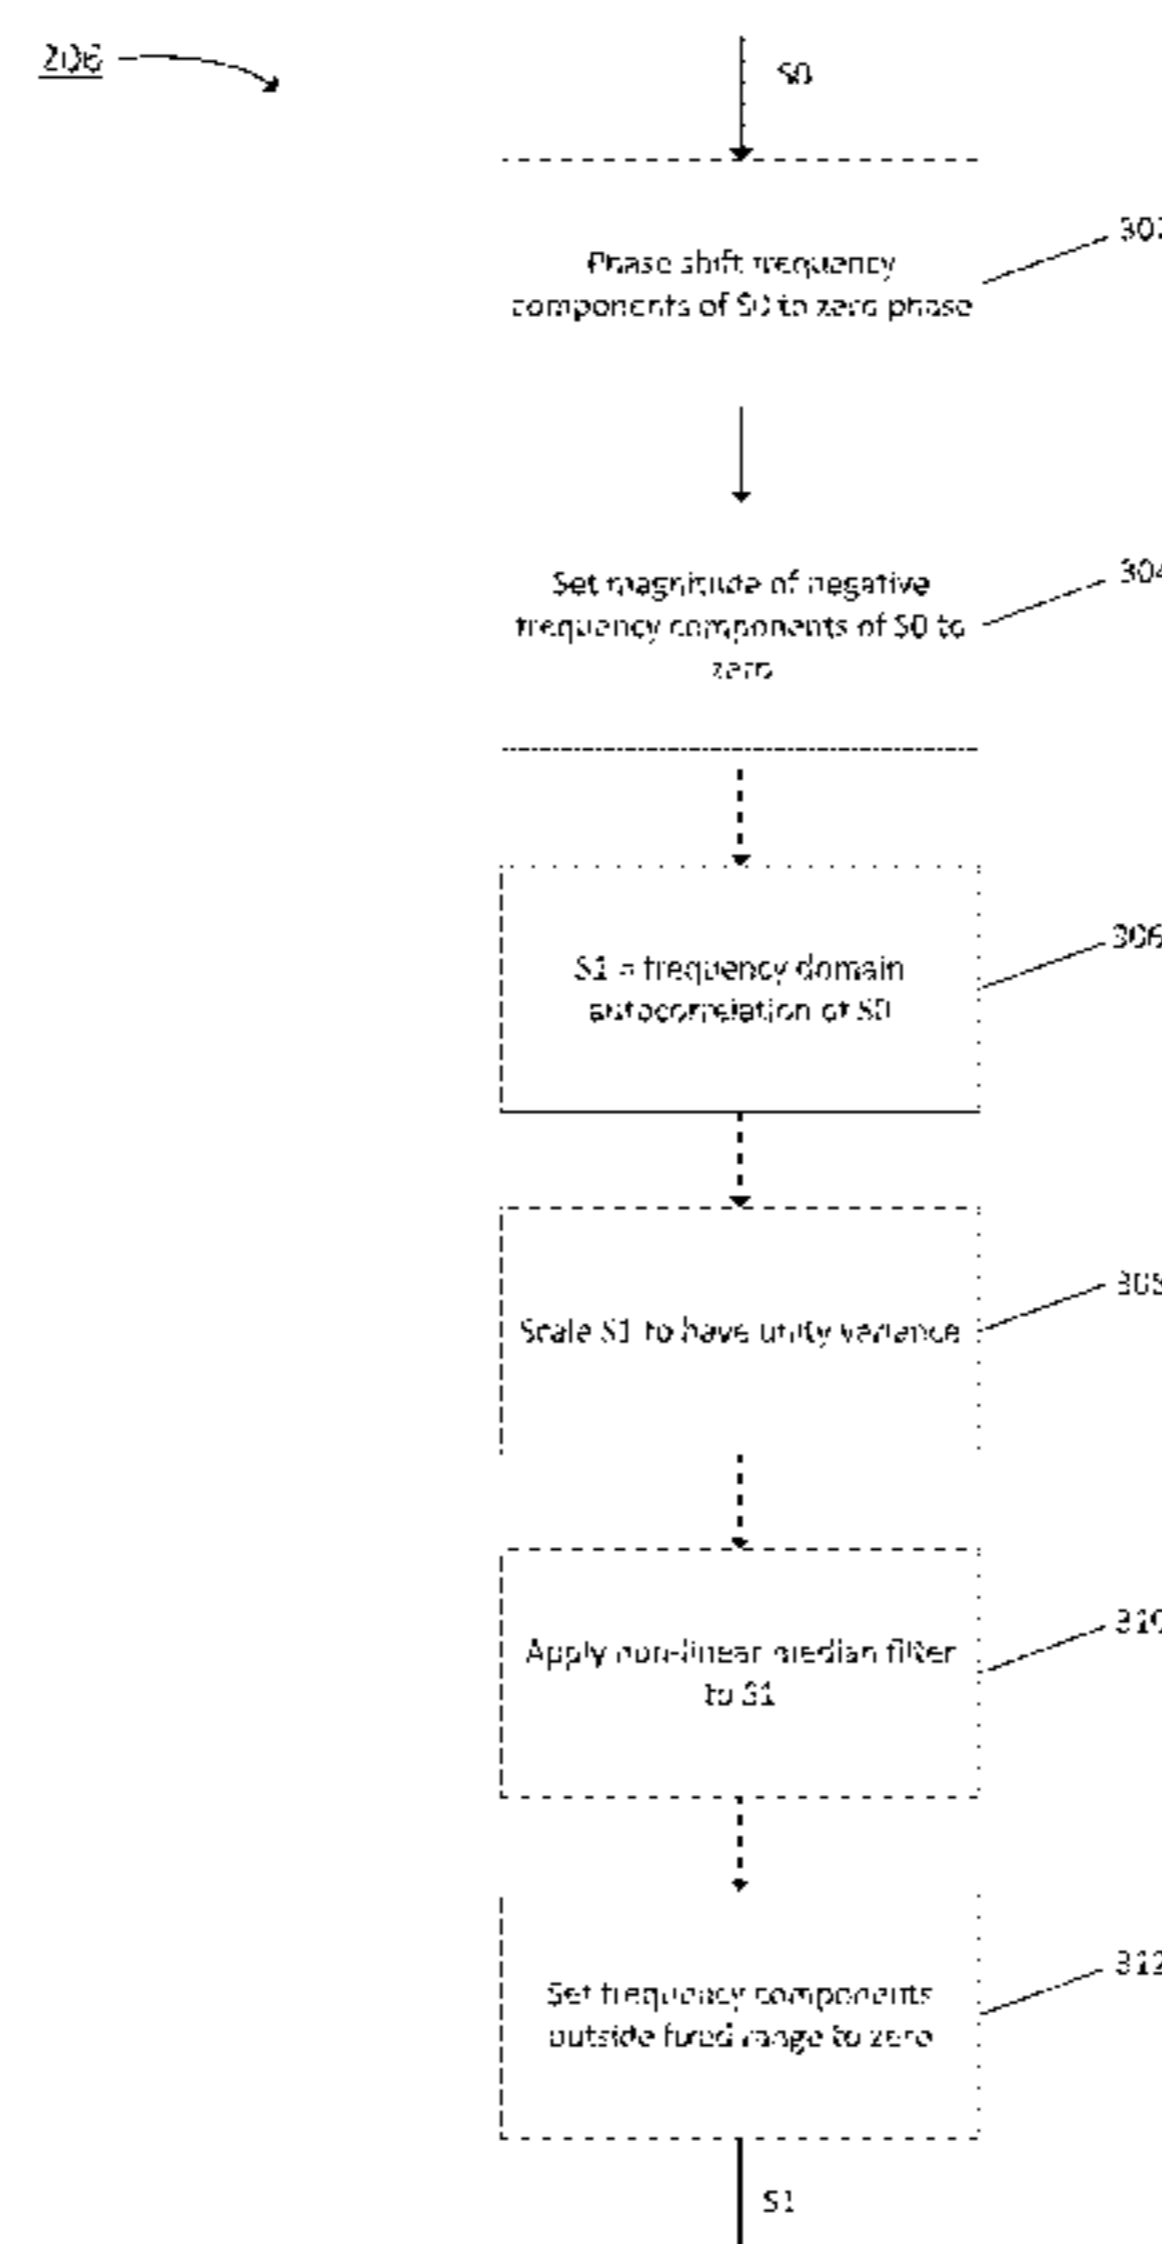 206
S0
Phase shift frequency
components of S0 to zero phase
304
Set magnitude of negative
frequency components of S0 to
zero
306
S1 = frequency domain
autocorrelation of S0
Scale S1 to have unity variance
310
Apply non-linear median filter
to S1
312
Set frequency components
outside fixed range to zero
S1